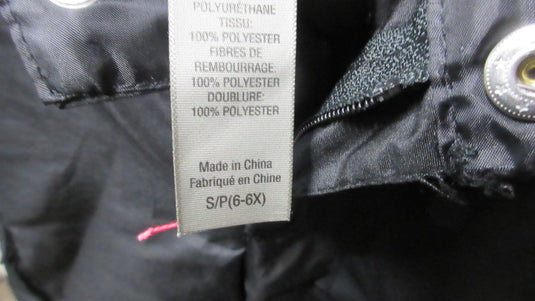 POLYURÉTHANE
TISSU:
100% POLYESTER
FIBRES DE
REMBOURRAGE:
100% POLYESTER
DOUBLURE:
100% POLYESTER
Made in China
Fabriqué en Chine
S/P(6-6X)